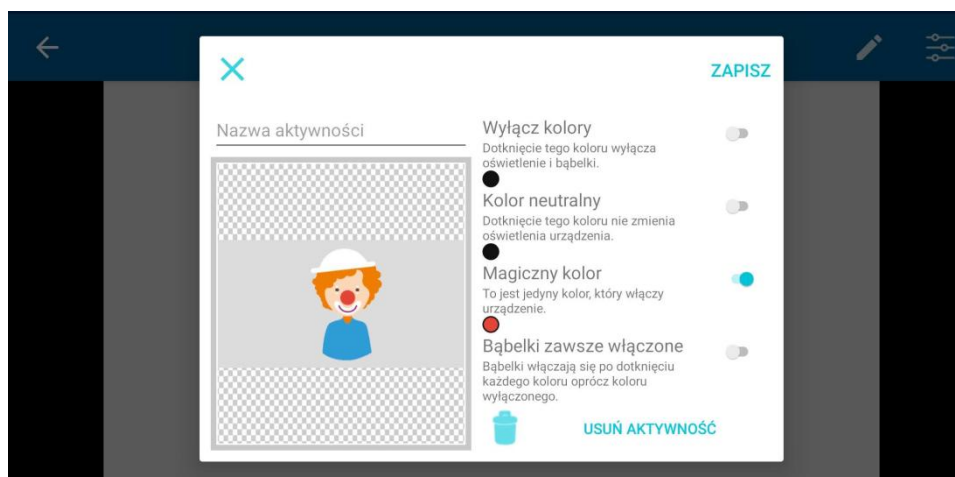 ZAPISZ
Nazwa aktywności
Wyłącz kolory
Dotknięcie tego koloru wyłącza
oświetlenie i bąbelki.
Kolor neutralny
Dotknięcie tego koloru nie zmienia
oświetlenia urządzenia.
Magiczny kolor
To jest jedyny kolor, który włączy
urządzenie.
Bąbelki zawsze włączone
Bąbelki włączają się po dotknięciu
każdego koloru oprócz koloru
wyłączonego.
USUŃ AKTYWNOŚĆ